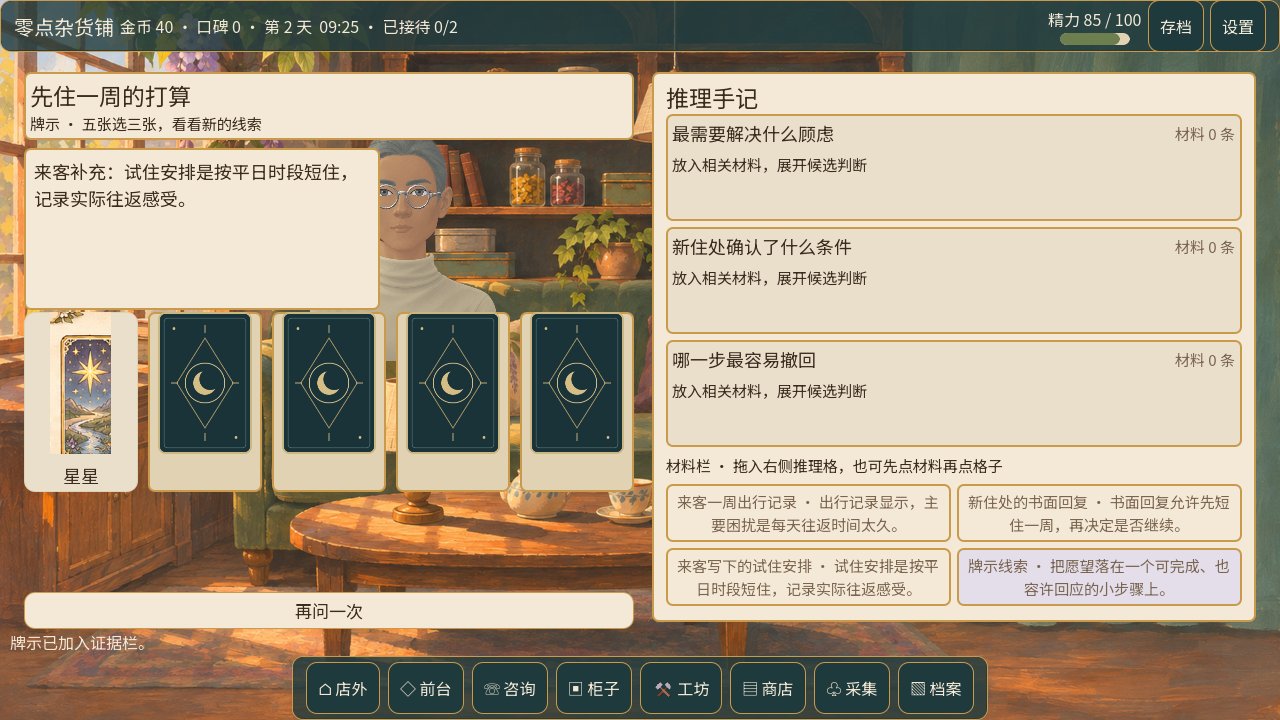 零点杂货铺 金币 40 · 口碑 0 · 第 2 天 09:25 · 已接待 0/2
精力 85 / 100
存档
设置
先住一周的打算
牌示 · 五张选三张，看看新的线索
来客补充：试住安排是按平日时段短住，
记录实际往返感受。
星星
再问一次
牌示已加入证据栏。
推理手记
最需要解决什么顾虑
材料 0 条
放入相关材料，展开候选判断
新住处确认了什么条件
材料 0 条
放入相关材料，展开候选判断
哪一步最容易撤回
材料 0 条
放入相关材料，展开候选判断
材料栏 · 拖入右侧推理格，也可先点材料再点格子
来客一周出行记录 · 出行记录显示，主
要困扰是每天往返时间太久。
新住处的书面回复 · 书面回复允许先短
住一周，再决定是否继续。
来客写下的试住安排 · 试住安排是按平
日时段短住，记录实际往返感受。
牌示线索 · 把愿望落在一个可完成、也
容许回应的小步骤上。
店外
前台
咨询
柜子
工坊
商店
采集
档案